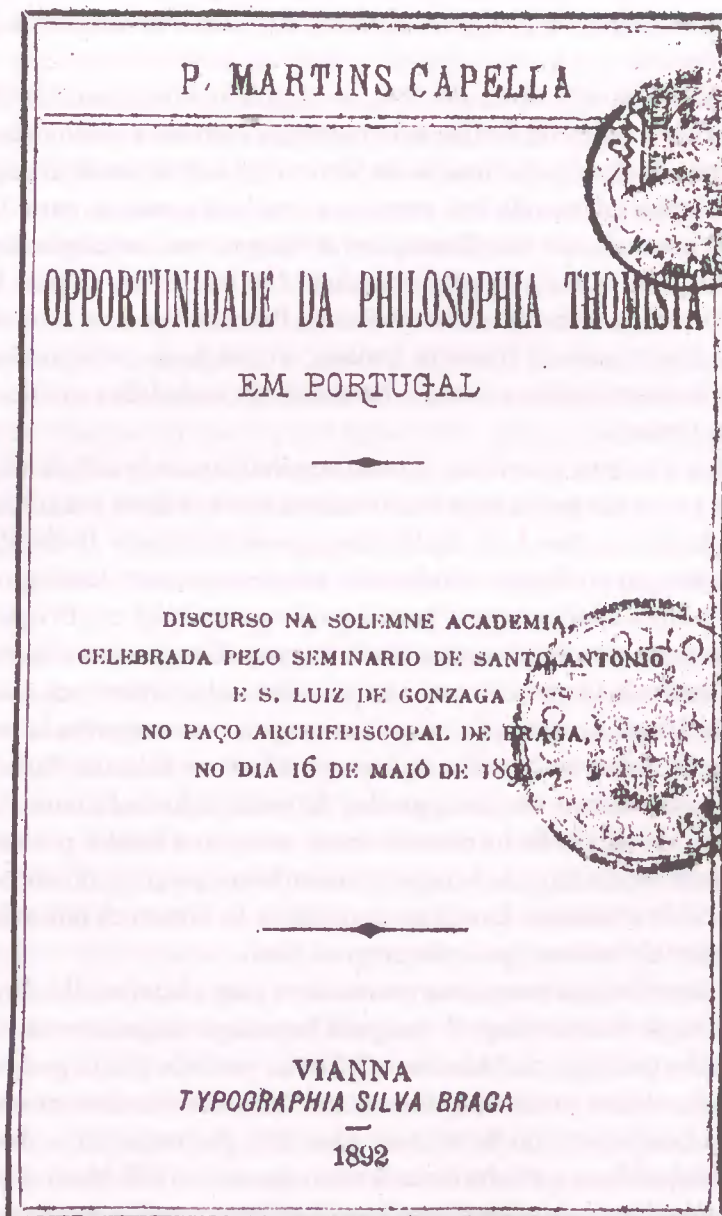 P. MARTINS CAPELLA
OPPORTUNIDADE DA PHILOSOPHIA THOMISTA
EM PORTUGAL
DISCURSO NA SOLEMNE ACADEMIA,
CELEBRADA PELO SEMINARIO DE SANTO ANTONIO
E S. LUIZ DE GONZAGA
NO PAÇO ARCHIEPISCOPAL DE BRAGA,
NO DIA 16 DE MAIO DE
VIANNA
TYPOGRAPHIA SILVA BRAGA
1892